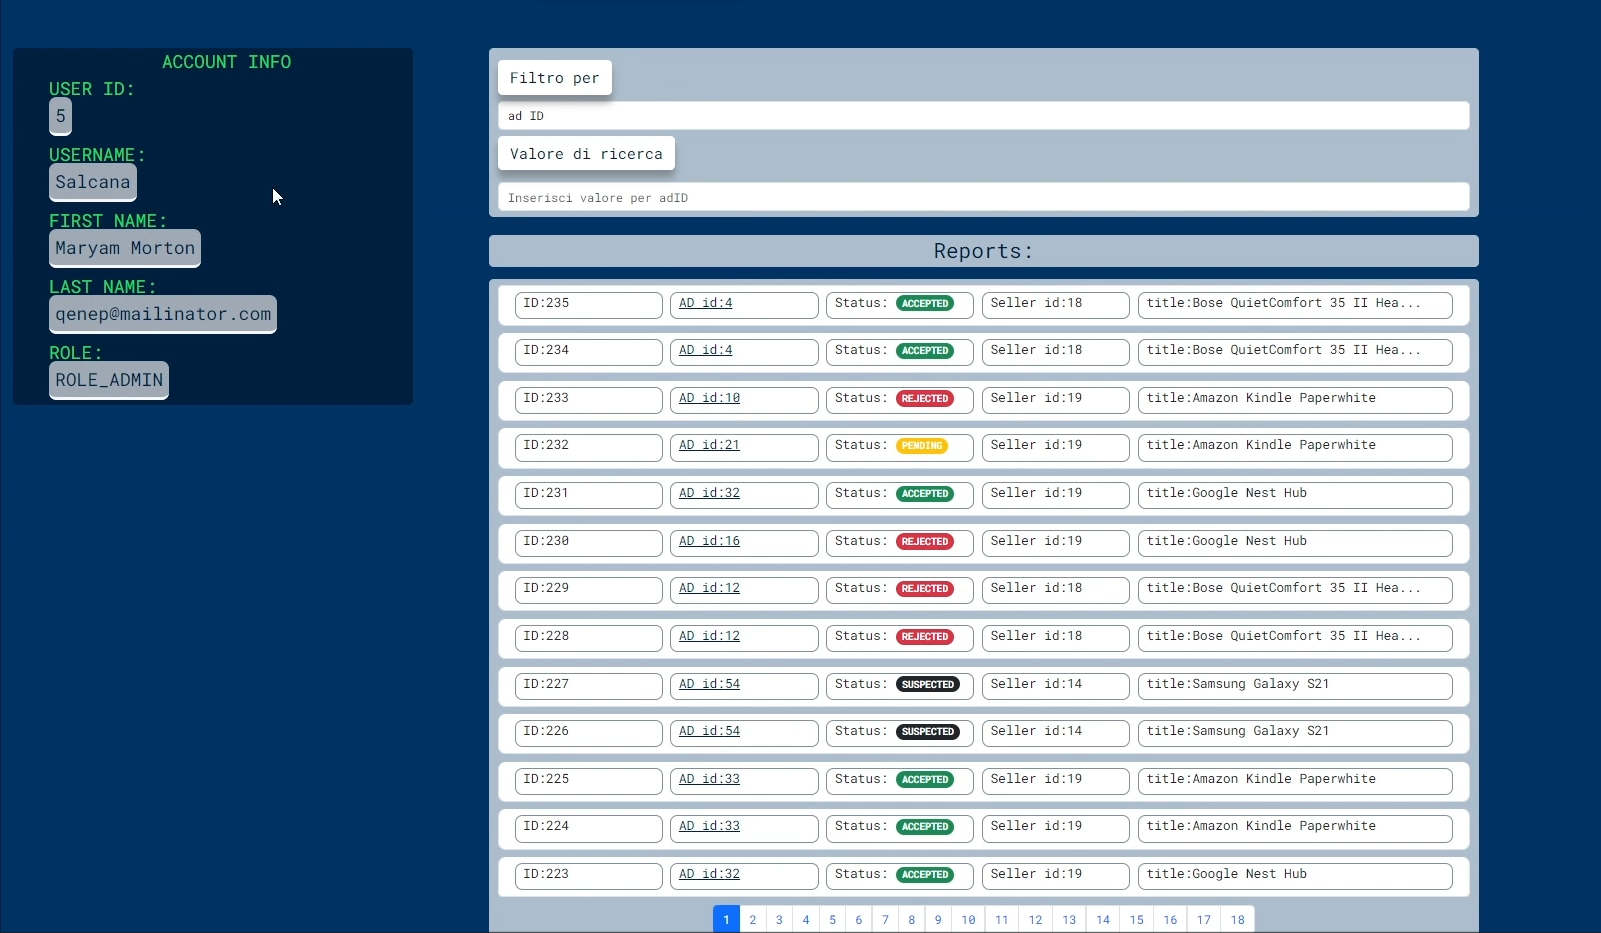 ACCOUNT INFO
USER ID:
5
USERNAME:
Salcana
FIRST NAME:
Maryam Morton
LAST NAME:
qenep@mailinator.com
ROLE:
ROLE_ADMIN
Filtro per
ad ID
Valore di ricerca
Inserisci valore per adID
Reports:
ID:235 AD id:4 Status: ACCEPTED Seller id:18 title:Bose QuietComfort 35 II Hea...
ID:234 AD id:4 Status: ACCEPTED Seller id:18 title:Bose QuietComfort 35 II Hea...
ID:233 AD id:10 Status: REJECTED Seller id:19 title:Amazon Kindle Paperwhite
ID:232 AD id:21 Status: PENDING Seller id:19 title:Amazon Kindle Paperwhite
ID:231 AD id:32 Status: ACCEPTED Seller id:19 title:Google Nest Hub
ID:230 AD id:16 Status: REJECTED Seller id:19 title:Google Nest Hub
ID:229 AD id:12 Status: REJECTED Seller id:18 title:Bose QuietComfort 35 II Hea...
ID:228 AD id:12 Status: REJECTED Seller id:18 title:Bose QuietComfort 35 II Hea...
ID:227 AD id:54 Status: SUSPECTED Seller id:14 title:Samsung Galaxy S21
ID:226 AD id:54 Status: SUSPECTED Seller id:14 title:Samsung Galaxy S21
ID:225 AD id:33 Status: ACCEPTED Seller id:19 title:Amazon Kindle Paperwhite
ID:224 AD id:33 Status: ACCEPTED Seller id:19 title:Amazon Kindle Paperwhite
ID:223 AD id:32 Status: ACCEPTED Seller id:19 title:Google Nest Hub
1 2 3 4 5 6 7 8 9 10 11 12 13 14 15 16 17 18